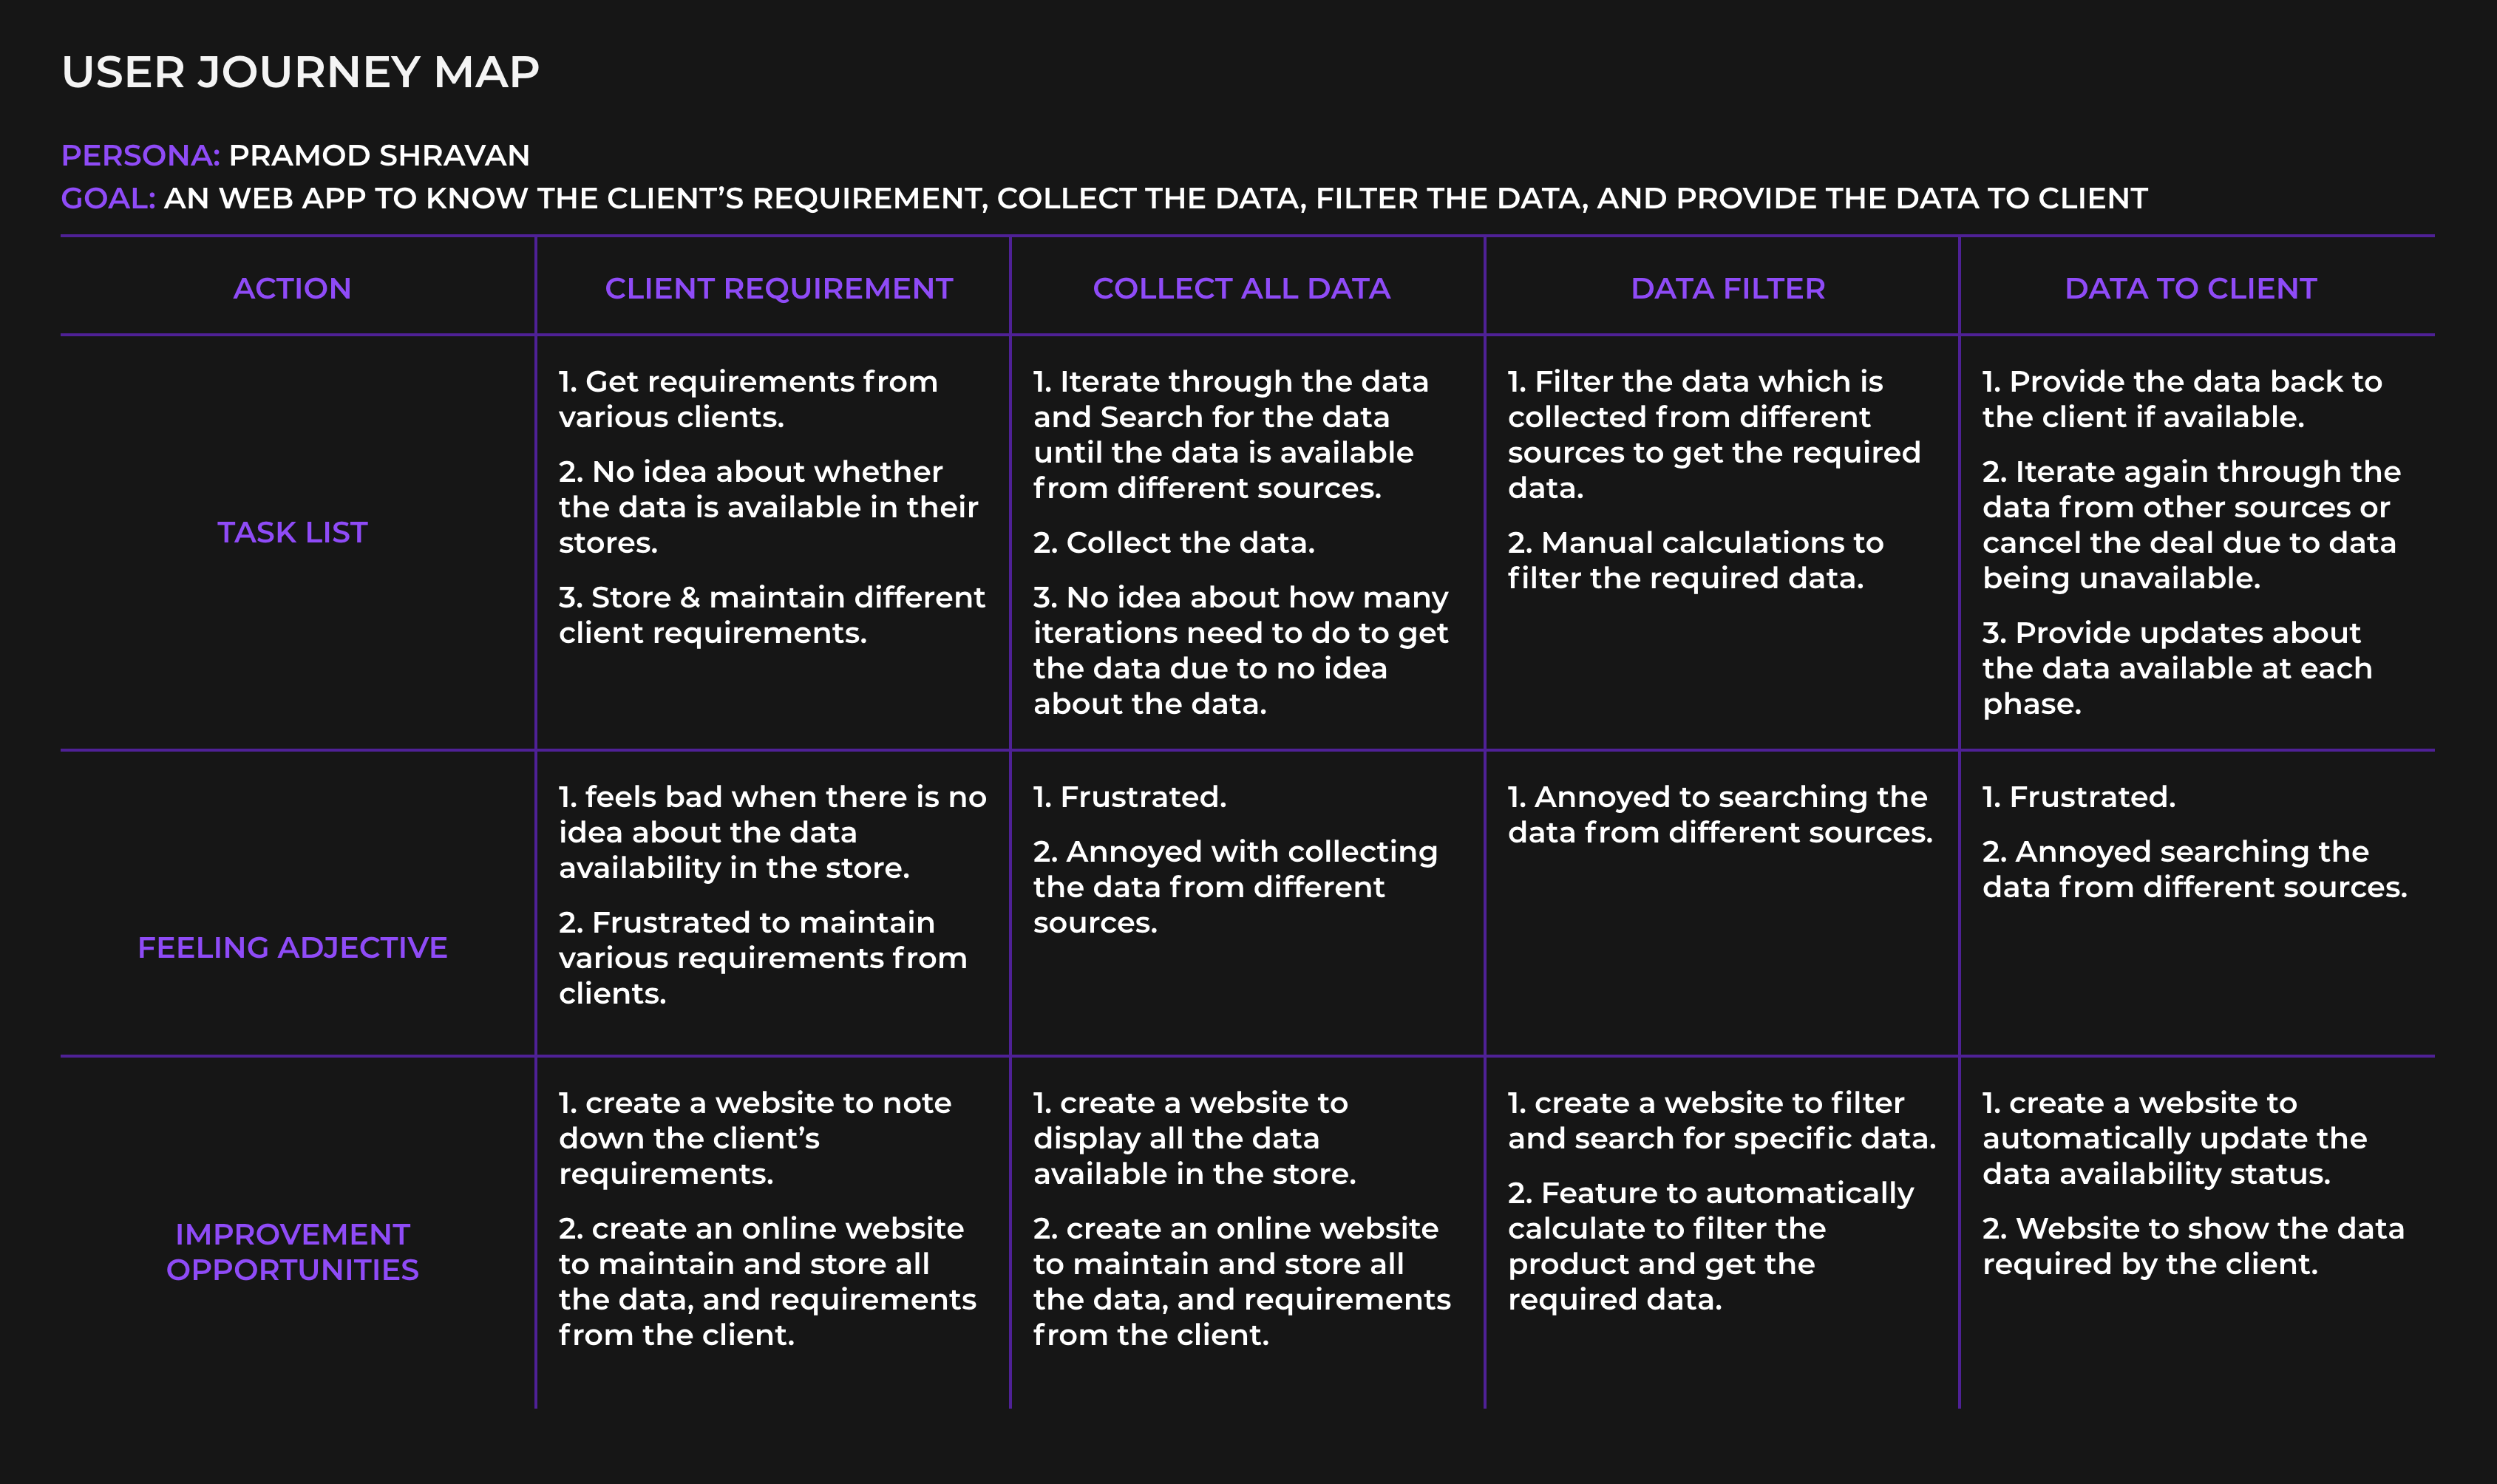 USER JOURNEY MAP
PERSONA: PRAMOD SHRAVAN
GOAL: AN WEB APP TO KNOW THE CLIENT’S REQUIREMENT, COLLECT THE DATA, FILTER THE DATA, AND PROVIDE THE DATA TO CLIENT
ACTION
CLIENT REQUIREMENT
COLLECT ALL DATA
DATA FILTER
DATA TO CLIENT
TASK LIST
1. Get requirements from
various clients.
2. No idea about whether
the data is available in their
stores.
3. Store & maintain different
client requirements.
1. Iterate through the data
and Search for the data
until the data is available
from different sources.
2. Collect the data.
3. No idea about how many
iterations need to do to get
the data due to no idea
about the data.
1. Filter the data which is
collected from different
sources to get the required
data.
2. Manual calculations to
filter the required data.
1. Provide the data back to
the client if available.
2. Iterate again through the
data from other sources or
cancel the deal due to data
being unavailable.
3. Provide updates about
the data available at each
phase.
FEELING ADJECTIVE
1. feels bad when there is no
idea about the data
availability in the store.
2. Frustrated to maintain
various requirements from
clients.
1. Frustrated.
2. Annoyed with collecting
the data from different
sources.
1. Annoyed to searching the
data from different sources.
1. Frustrated.
2. Annoyed searching the
data from different sources.
IMPROVEMENT
OPPORTUNITIES
1. create a website to note
down the client’s
requirements.
2. create an online website
to maintain and store all
the data, and requirements
from the client.
1. create a website to
display all the data
available in the store.
2. create an online website
to maintain and store all
the data, and requirements
from the client.
1. create a website to filter
and search for specific data.
2. Feature to automatically
calculate to filter the
product and get the
required data.
1. create a website to
automatically update the
data availability status.
2. Website to show the data
required by the client.